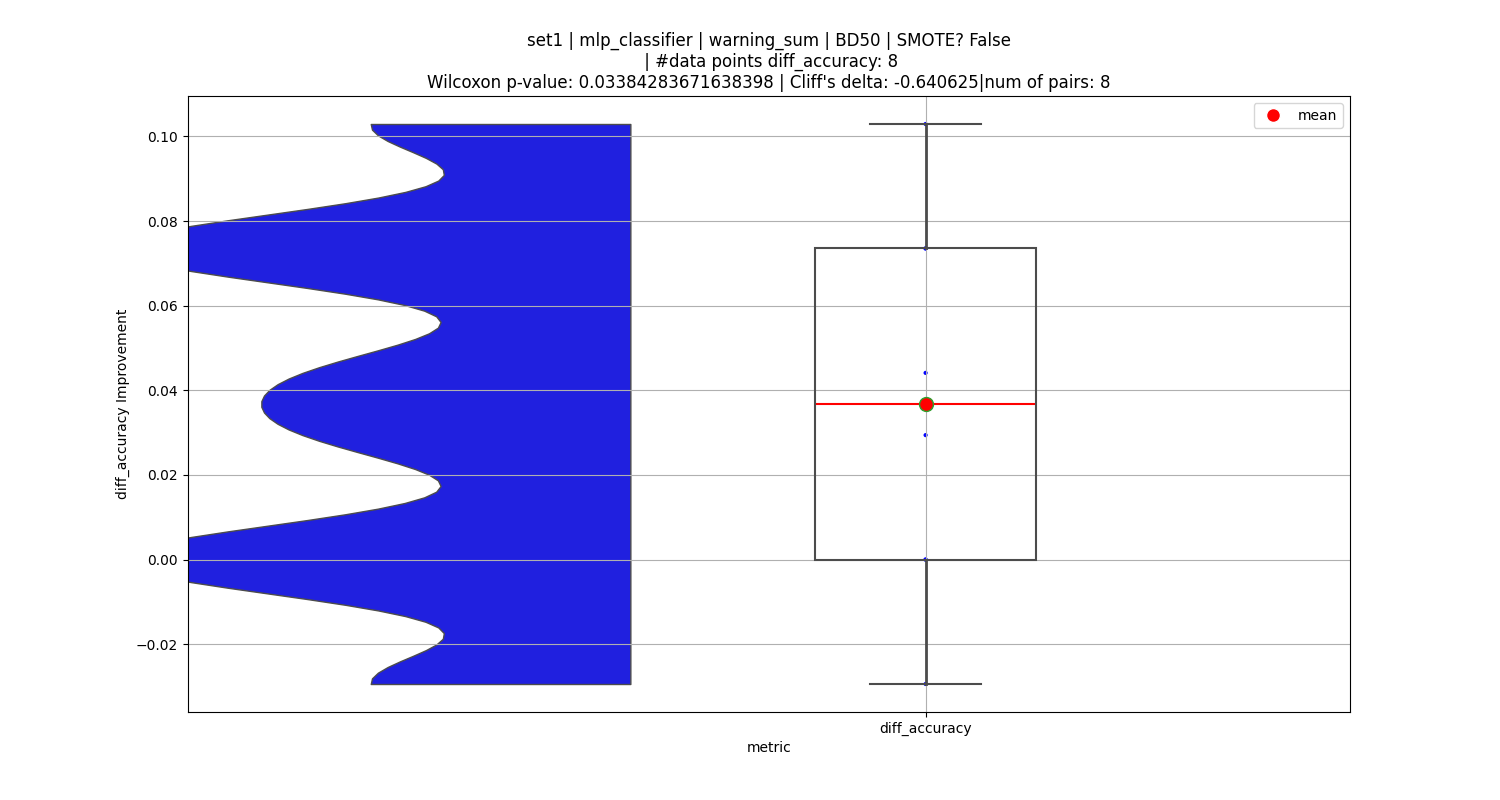 set1 | mlp_classifier | warning_sum | BD50 | SMOTE? False
| #data points diff_accuracy: 8
Wilcoxon p-value: 0.03384283671638398 | Cliff's delta: -0.640625|num of pairs: 8
mean
0.10
0.08
0.06
0.04
0.02
0.00
−0.02
diff_accuracy Improvement
diff_accuracy
metric